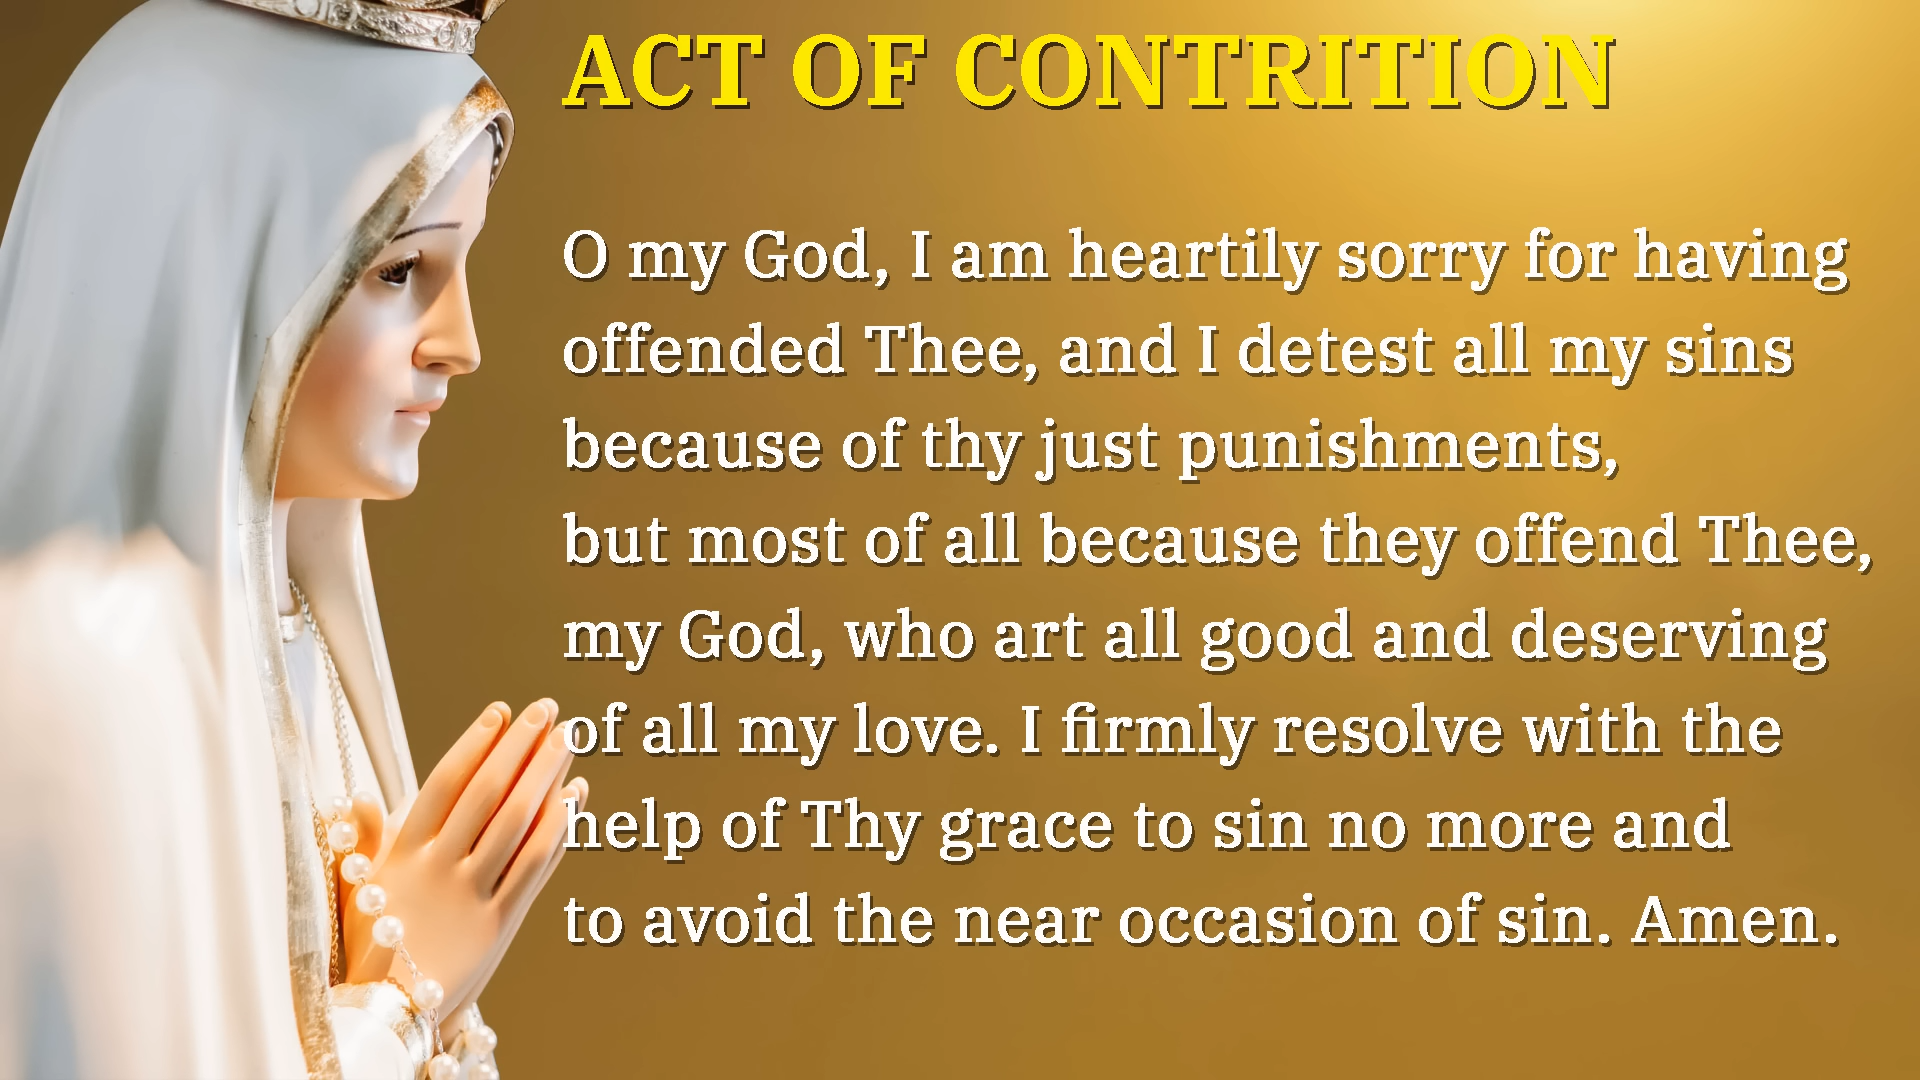 ACT OF CONTRITION
O my God, I am heartily sorry for having
offended Thee, and I detest all my sins
because of thy just punishments,
but most of all because they offend Thee,
my God, who art all good and deserving
of all my love. I firmly resolve with the
help of Thy grace to sin no more and
to avoid the near occasion of sin. Amen.